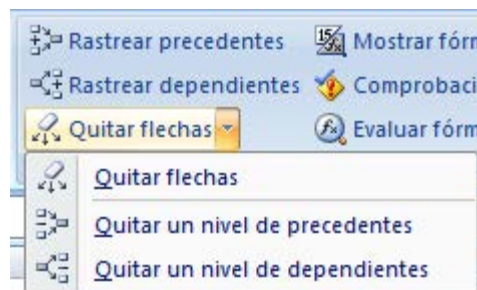 Rastrear precedentes Mostrar fórm
Rastrear dependientes Comprobaci
Quitar flechas Evaluar fórm
Quitar flechas
Quitar un nivel de precedentes
Quitar un nivel de dependientes